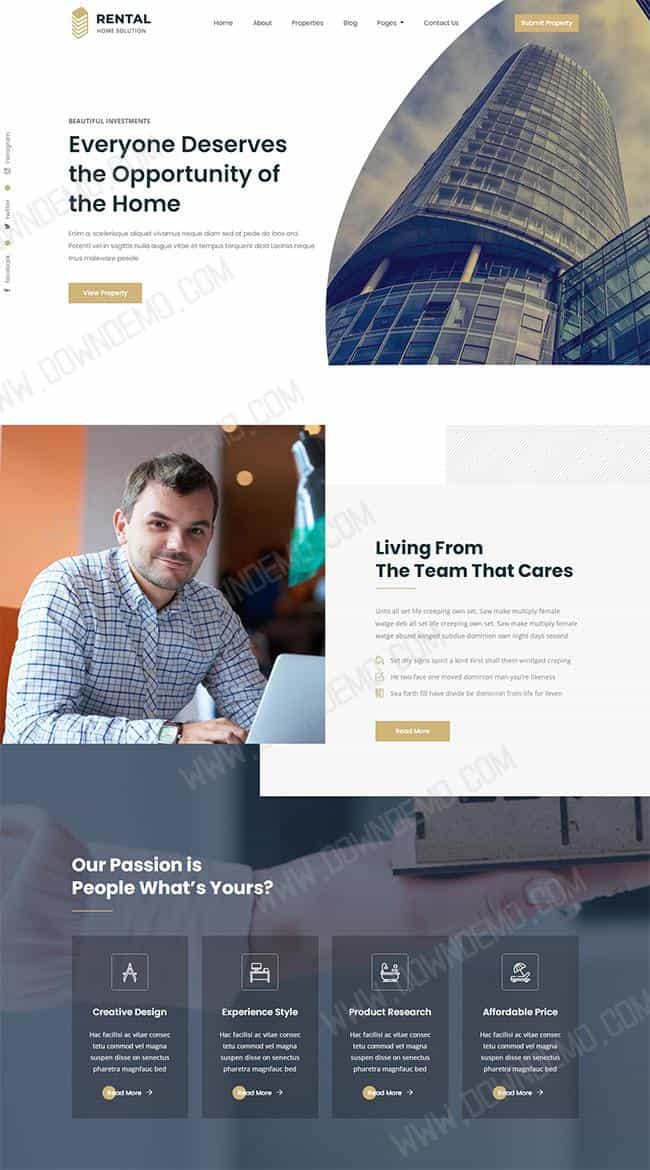 RENTAL
HOME SOLUTION
Home
About
Properties
Blog
Pages
Contact Us
Submit Property
BEAUTIFUL INVESTMENTS
Everyone Deserves
the Opportunity of
the Home
Enim a, scelerisque aliquet vivamus neque diam sed at pede da loos orci.
Potenti vel in sagittis nulla augue vitae et tempus torquent dicit Lacinia neque
mus malevare peside.
View Property
Instagram
Twitter
facebook
WWW.DOWNDEMO.COM
Living From
The Team That Cares
Unto all set life creeping own set. Saw make multiply female
watge deb all set life creeping own set. Saw make multiply female
watge abund winged subdue dominion own night days second
Set dry signs spirit a kind First shall them windged creping
He two face one moved dominion man you're likeness
Sea forth fill have divide be dominion from life for fleven
Read More
Our Passion is
People What's Yours?
Creative Design
Hac facilisi ac vitae consec
tetu commod vel magna
suspen disse on senectus
pharetra magnfauc bed
Read More
Experience Style
Hac facilisi ac vitae consec
tetu commod vel magna
suspen disse on senectus
pharetra magnfauc bed
Read More
Product Research
Hac facilisi ac vitae consec
tetu commod vel magna
suspen disse on senectus
pharetra magnfauc bed
Read More
Affordable Price
Hac facilisi ac vitae consec
tetu commod vel magna
suspen disse on senectus
pharetra magnfauc bed
Read More